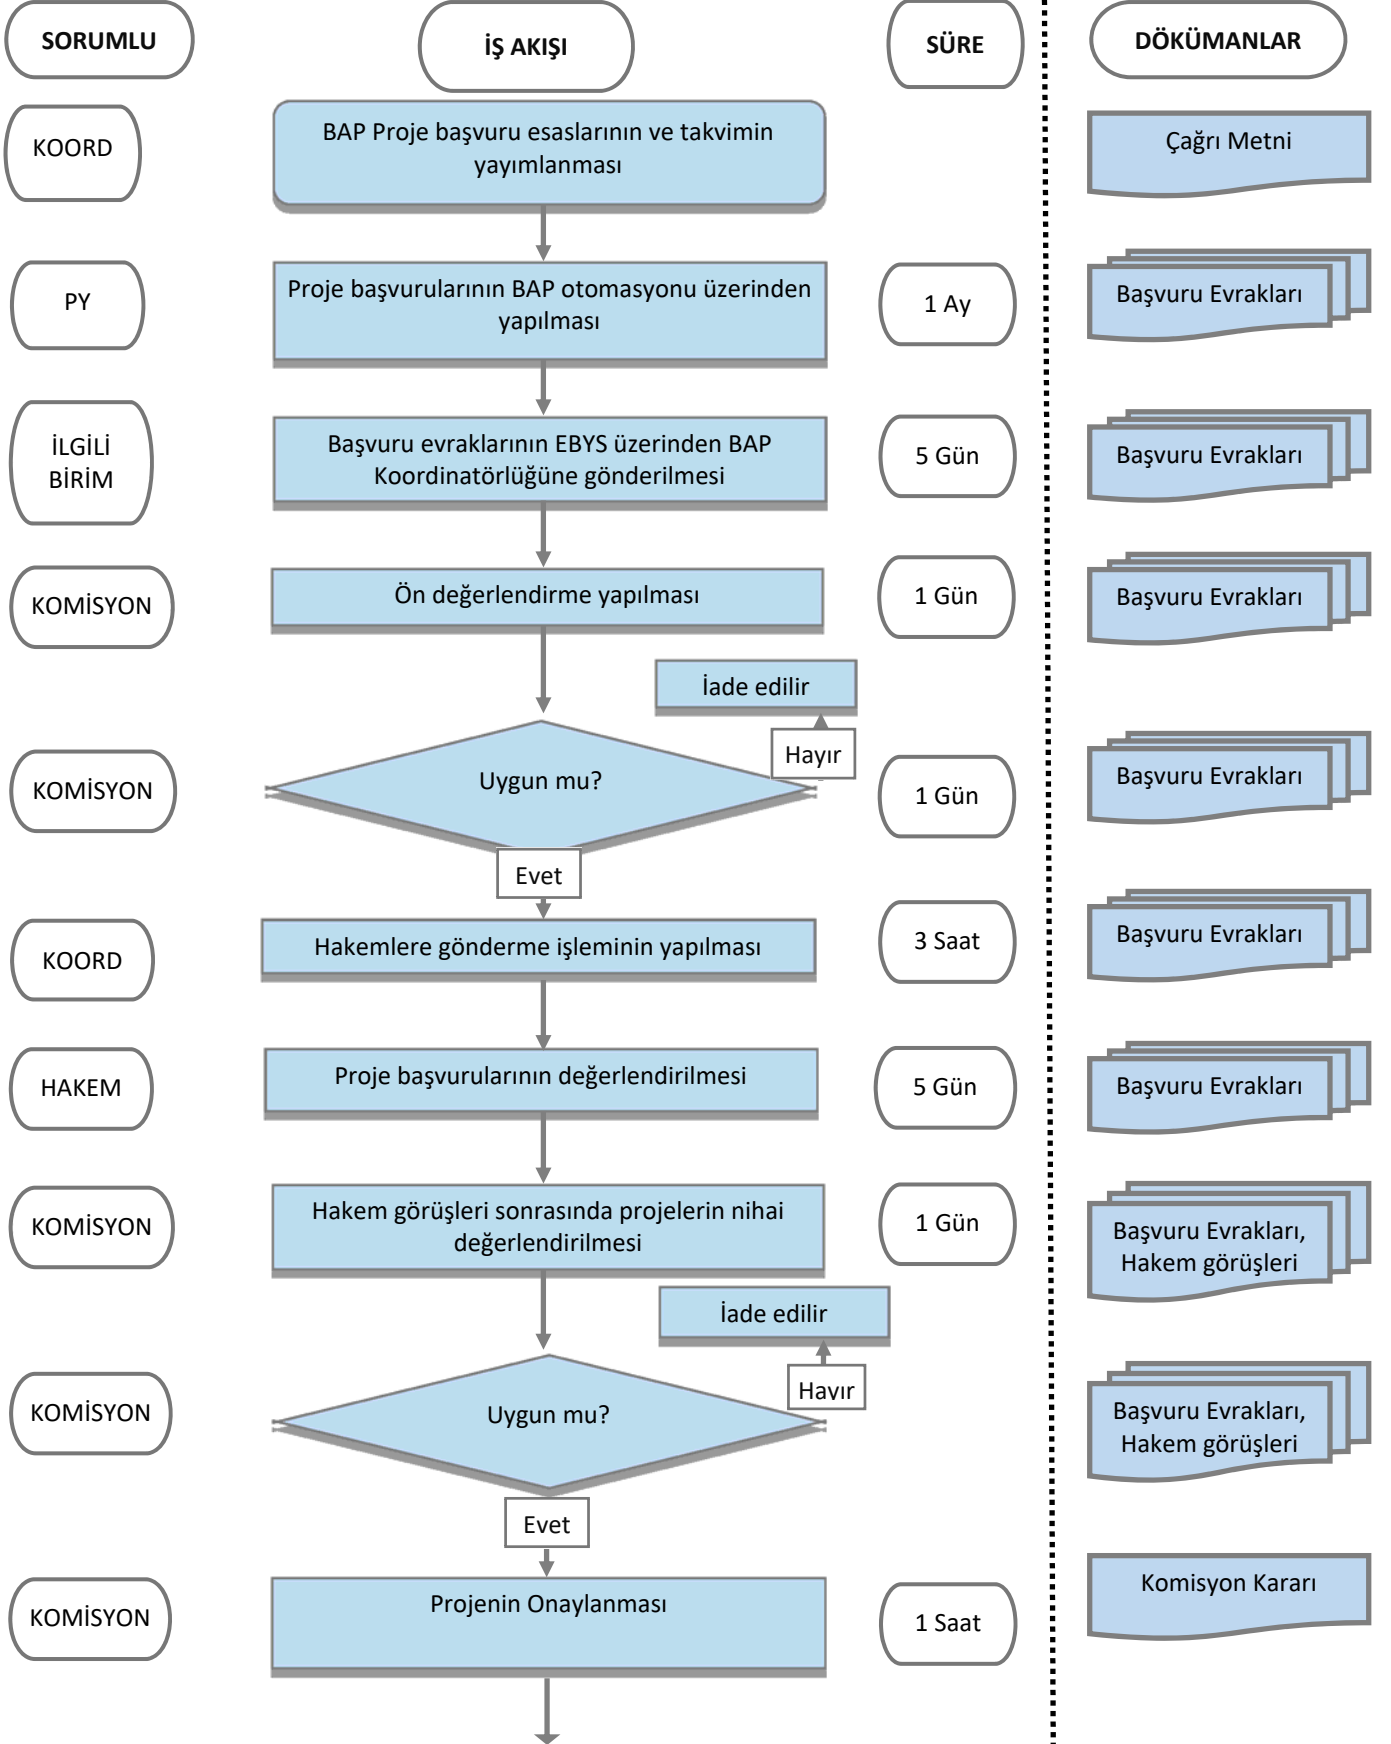 SORUMLU
İŞ AKIŞI
SÜRE
DÖKÜMANLAR
KOORD
BAP Proje başvuru esaslarının ve takvimin
yayımlanması
Çağrı Metni
PY
Proje başvurularının BAP otomasyonu üzerinden
yapılması
1 Ay
Başvuru Evrakları
İLGİLİ
BİRİM
Başvuru evraklarının EBYS üzerinden BAP
Koordinatörlüğüne gönderilmesi
5 Gün
Başvuru Evrakları
KOMİSYON
Ön değerlendirme yapılması
1 Gün
Başvuru Evrakları
İade edilir
Hayır
KOMİSYON
Uygun mu?
1 Gün
Başvuru Evrakları
Evet
KOORD
Hakemlere gönderme işleminin yapılması
3 Saat
Başvuru Evrakları
HAKEM
Proje başvurularının değerlendirilmesi
5 Gün
Başvuru Evrakları
KOMİSYON
Hakem görüşleri sonrasında projelerin nihai
değerlendirilmesi
1 Gün
Başvuru Evrakları,
Hakem görüşleri
İade edilir
Hayır
KOMİSYON
Uygun mu?
Başvuru Evrakları,
Hakem görüşleri
Evet
KOMİSYON
Projenin Onaylanması
1 Saat
Komisyon Kararı